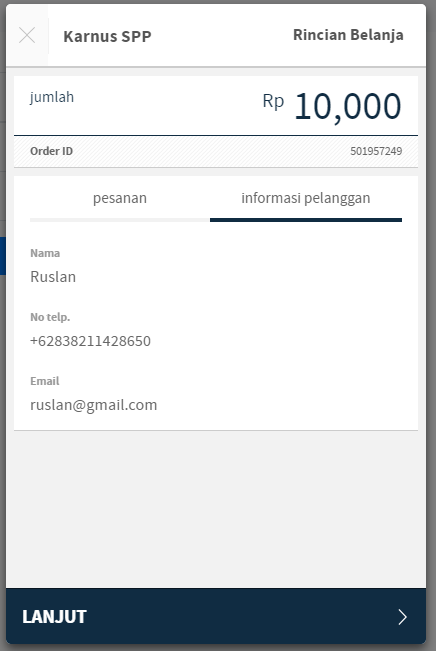 Karnus SPP
Rincian Belanja
jumlah
Rp 10,000
Order ID
501957249
pesanan
informasi pelanggan
Nama
Ruslan
No telp.
+62838211428650
Email
ruslan@gmail.com
LANJUT